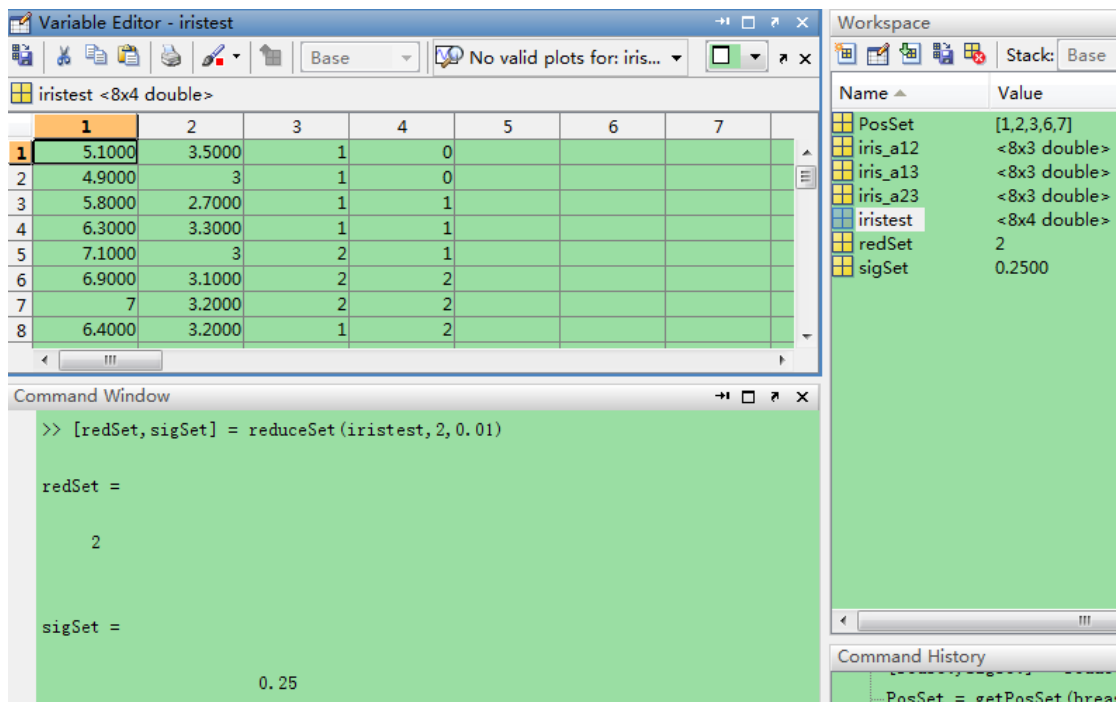 Variable Editor - iristest
Base
No valid plots for: iris...
iristest <8x4 double>
1 2 3 4 5 6 7
1 5.1000 3.5000 1 0
2 4.9000 3 1 0
3 5.8000 2.7000 1 1
4 6.3000 3.3000 1 1
5 7.1000 3 2 1
6 6.9000 3.1000 2 2
7 7 3.2000 2 2
8 6.4000 3.2000 1 2
Command Window
>> [redSet,sigSet] = reduceSet(iristest,2,0.01)
redSet =
2
sigSet =
0.25
Workspace
Stack: Base
Name Value
PosSet [1,2,3,6,7]
iris_a12 <8x3 double>
iris_a13 <8x3 double>
iris_a23 <8x3 double>
iristest <8x4 double>
redSet 2
sigSet 0.2500
Command History
PosSet = getPosSet(breas